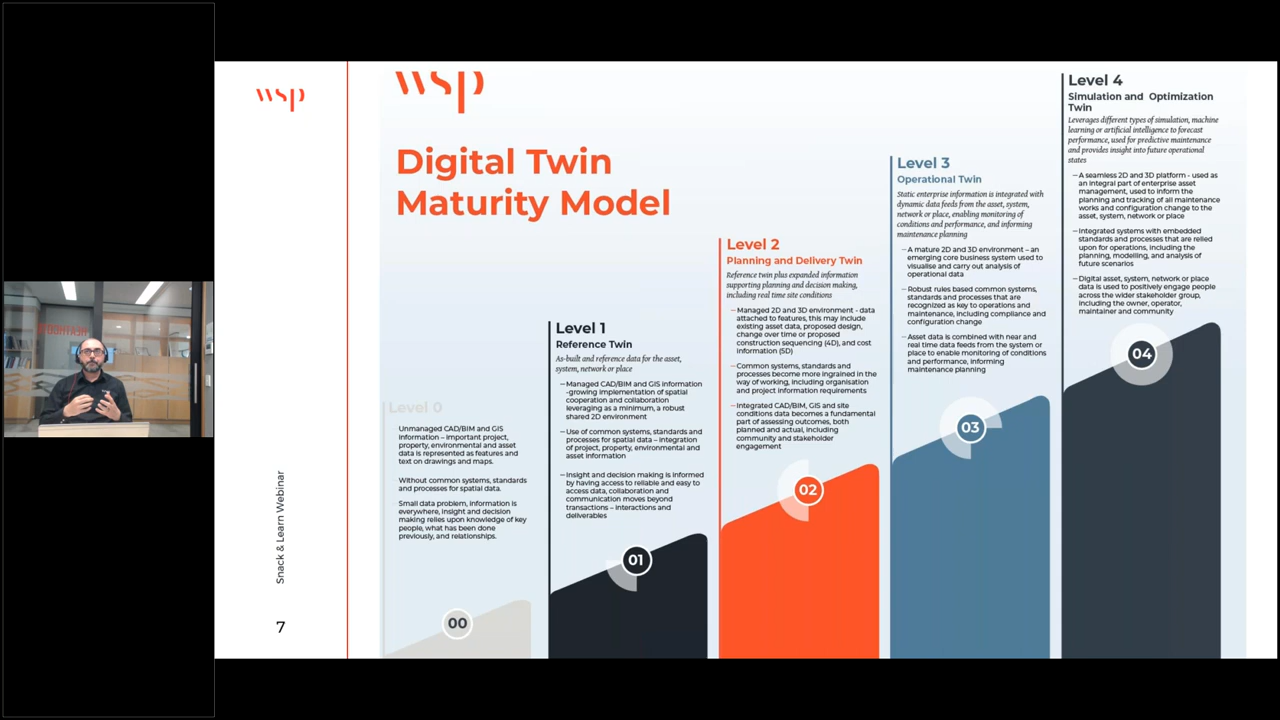 wsp
Snack & Learn Webinar
7
wsp
Digital Twin
Maturity Model
Level 0
Unmanaged CAD/BIM and GIS
information – important project,
property, environmental and asset
data is represented as features and
text on drawings and maps.
Without common systems, standards
and processes for spatial data.
Small data problem, information is
everywhere, insight and decision
making relies upon knowledge of key
people, what has been done
previously, and relationships.
00
Level 1
Reference Twin
As-built and reference data for the asset,
system, network or place
—Managed CAD/BIM and GIS information
-growing implementation of spatial
cooperation and collaboration
leveraging as a minimum, a robust
shared 2D environment
—Use of common systems, standards and
processes for spatial data – integration
of project, property, environmental and
asset information
—Insight and decision making is informed
by having access to reliable and easy to
access data, collaboration and
communication moves beyond
transactions – interactions and
deliverables
01
Level 2
Planning and Delivery Twin
Reference twin plus expanded information
supporting planning and decision making,
including real time site conditions
—Managed 2D and 3D environment - data
attached to features, this may include
existing asset data, proposed design,
change over time or proposed
construction sequencing (4D), and cost
information (5D)
—Common systems, standards and
processes become more ingrained in the
way of working, including organisation
and project information requirements
—Integrated CAD/BIM, GIS and site
conditions data becomes a fundamental
part of assessing outcomes, both
planned and actual, including
community and stakeholder
engagement
02
Level 3
Operational Twin
Static enterprise information is integrated with
dynamic data feeds from the asset, system,
network or place, enabling monitoring of
conditions and performance, and informing
maintenance planning
—A mature 2D and 3D environment – an
emerging core business system used to
visualise and carry out analysis of
operational data
—Robust rules based common systems,
standards and processes that are
recognized as key to operations and
maintenance, including compliance and
configuration change
—Asset data is combined with near and
real time data feeds from the system or
place to enable monitoring of conditions
and performance, informing
maintenance planning
03
Level 4
Simulation and Optimization
Twin
Leverages different types of simulation, machine
learning or artificial intelligence to forecast
performance, used for predictive maintenance
and provides insight into future operational
states
—A seamless 2D and 3D platform - used as
an integral part of enterprise asset
management, used to inform the
planning and tracking of all maintenance
works and configuration change to the
asset, system, network or place
—Integrated systems with embedded
standards and processes that are relied
upon for operations, including the
planning, modelling, and analysis of
future scenarios
—Digital asset, system, network or place
data is used to positively engage people
across the wider stakeholder group,
including the owner, operator,
maintainer and community
04